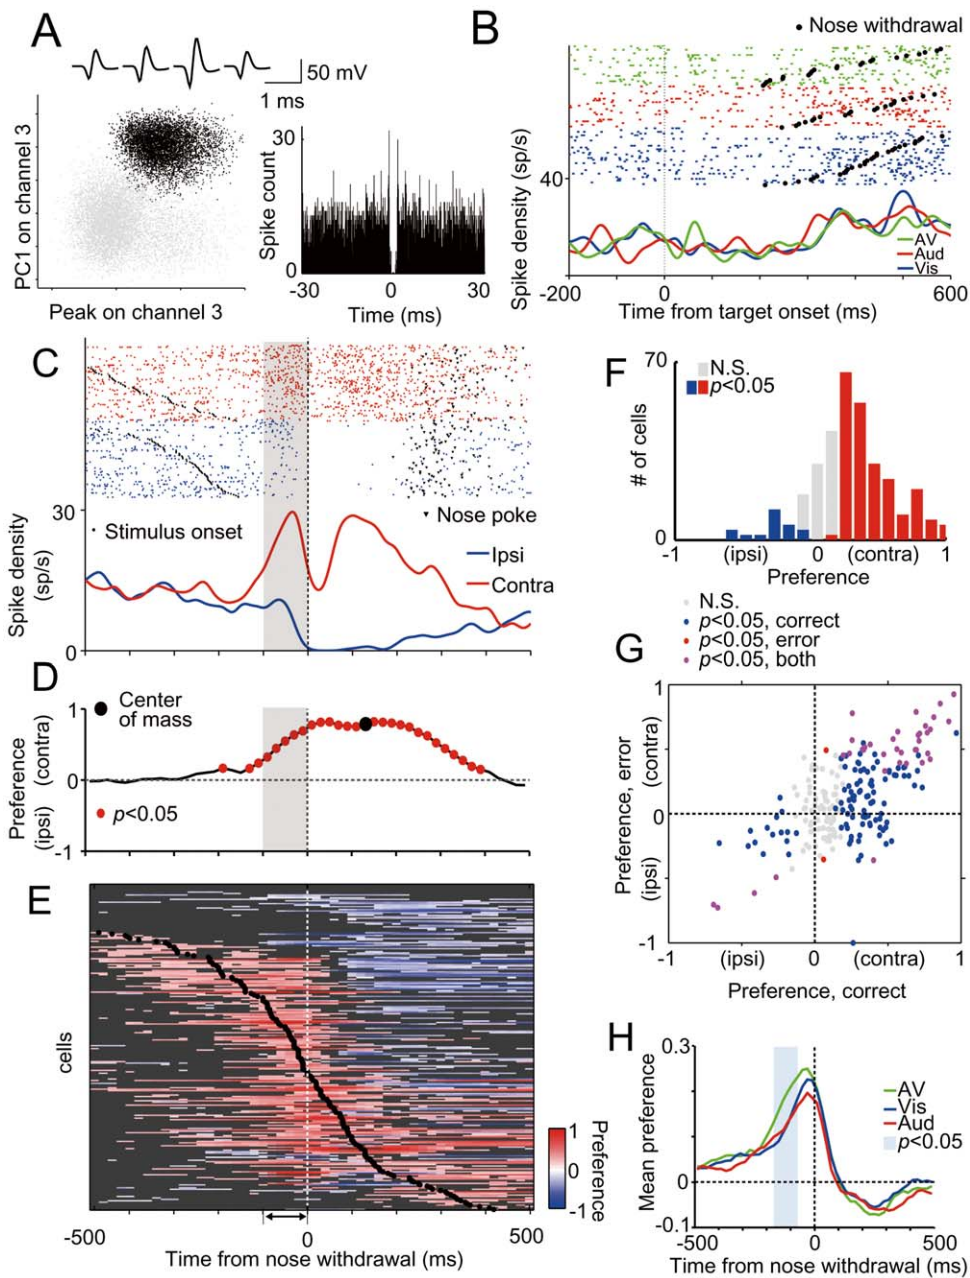 A
50 mV
1 ms
PC1 on channel 3
Peak on channel 3
Spike count
30
0
-30
30
Time (ms)
B
Nose withdrawal
Spike density (sp/s)
40
AV
Aud
Vis
-200
0
600
Time from target onset (ms)
C
30
Stimulus onset
Nose poke
Spike density
(sp/s)
Ipsi
Contra
0
D
Center
of mass
1
0
-1
Preference
(ipsi) (contra)
p<0.05
E
cells
1
0
-1
Preference
-500
0
500
Time from nose withdrawal (ms)
F
70
N.S.
p<0.05
# of cells
0
-1
(ipsi)
0
(contra)
1
Preference
N.S.
p<0.05, correct
p<0.05, error
p<0.05, both
G
1
0
-1
Preference, error
(ipsi) (contra)
-1
(ipsi)
0
(contra)
1
Preference, correct
H
0.3
0
-0.1
Mean preference
AV
Vis
Aud
p<0.05
-500
0
500
Time from nose withdrawal (ms)